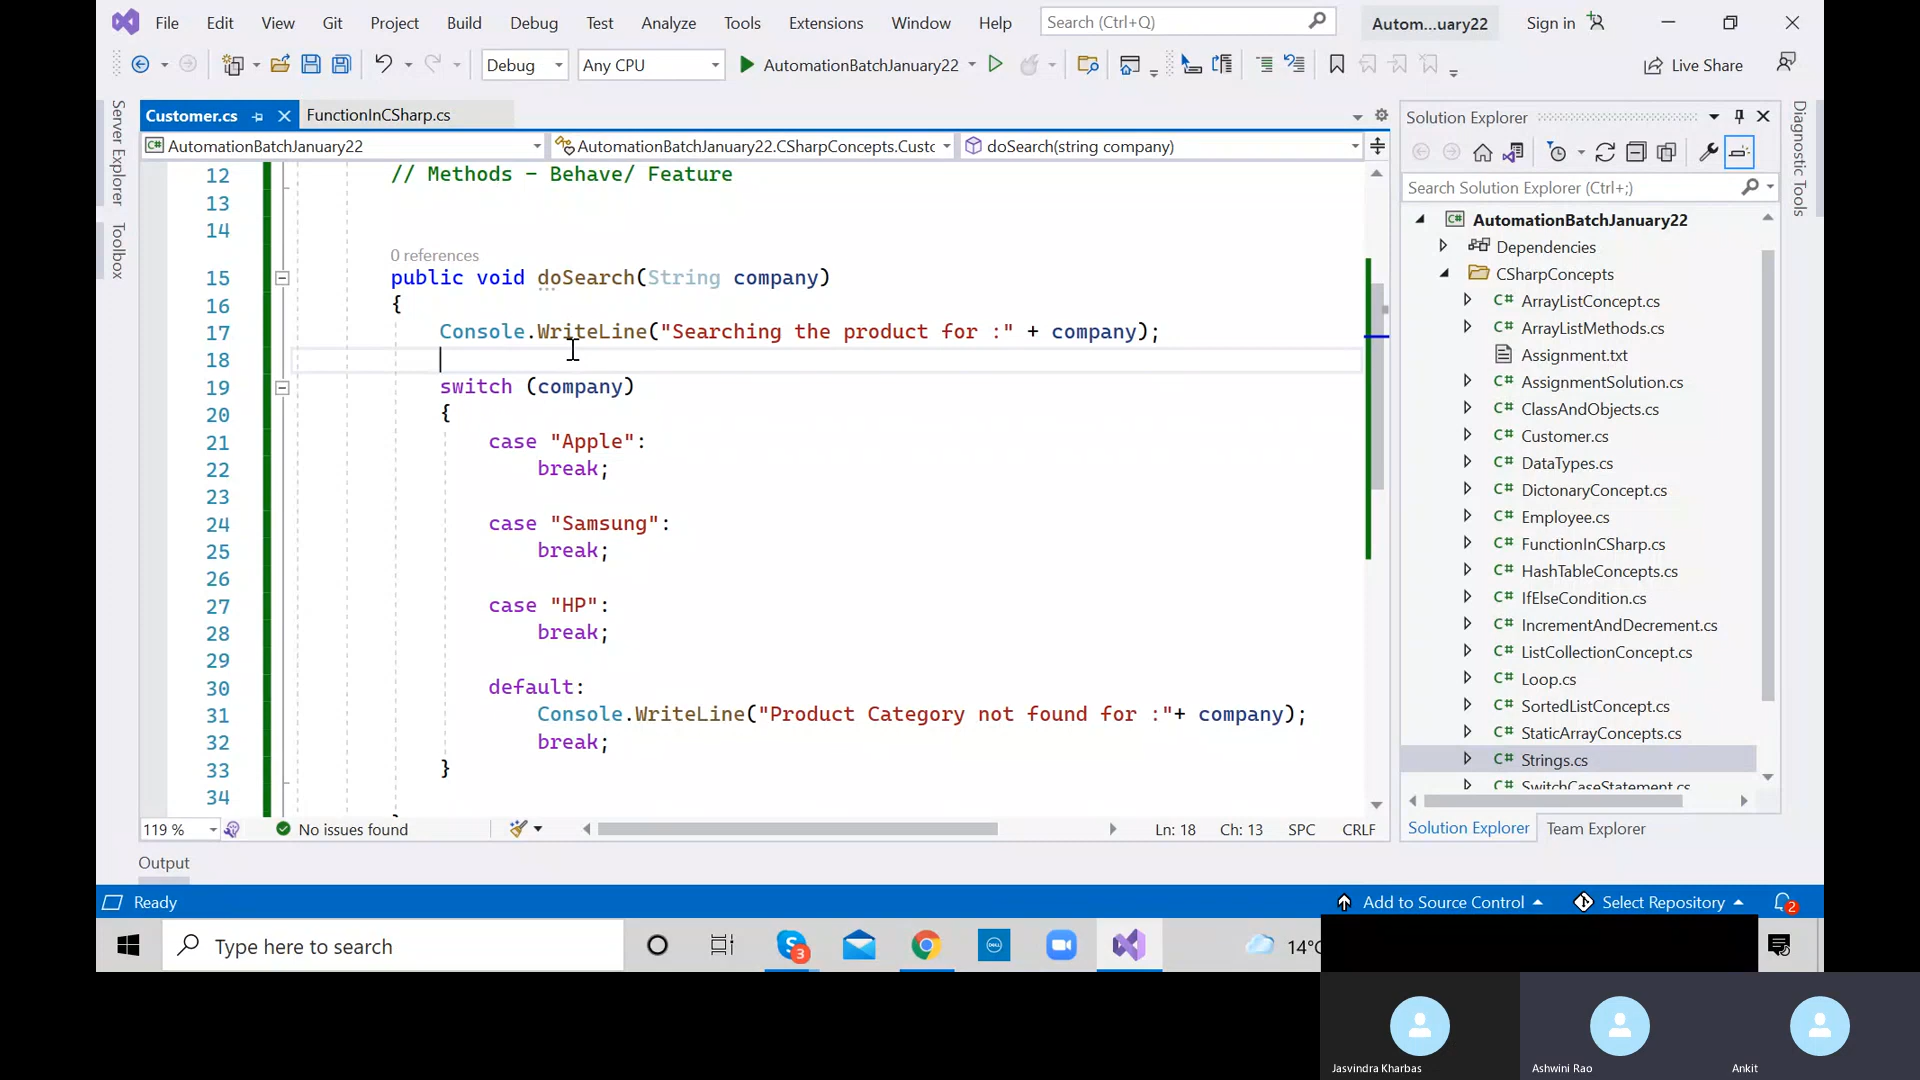 File Edit View Git Project Build Debug Test Analyze Tools Extensions Window Help Search (Ctrl+Q) Autom...uary22 Sign in
Debug Any CPU AutomationBatchJanuary22 Live Share
Server Explorer
Toolbox
Customer.cs FunctionInCSharp.cs
AutomationBatchJanuary22 AutomationBatchJanuary22.CSharpConcepts.Custo doSearch(string company)
12 // Methods - Behave/ Feature
13
14
0 references
15 public void doSearch(String company)
16 {
17 Console.WriteLine("Searching the product for :" + company);
18
19 switch (company)
20 {
21 case "Apple":
22 break;
23
24 case "Samsung":
25 break;
26
27 case "HP":
28 break;
29
30 default:
31 Console.WriteLine("Product Category not found for :"+ company);
32 break;
33 }
34
119 % No issues found Ln: 18 Ch: 13 SPC CRLF
Output
Solution Explorer
Search Solution Explorer (Ctrl+;)
AutomationBatchJanuary22
Dependencies
CSharpConcepts
C# ArrayListConcept.cs
C# ArrayListMethods.cs
Assignment.txt
C# AssignmentSolution.cs
C# ClassAndObjects.cs
C# Customer.cs
C# DataTypes.cs
C# DictonaryConcept.cs
C# Employee.cs
C# FunctionInCSharp.cs
C# HashTableConcepts.cs
C# IfElseCondition.cs
C# IncrementAndDecrement.cs
C# ListCollectionConcept.cs
C# Loop.cs
C# SortedListConcept.cs
C# StaticArrayConcepts.cs
C# Strings.cs
C# SwitchCaseStatement.cs
Solution Explorer Team Explorer
Diagnostic Tools
Ready Add to Source Control Select Repository 2
Type here to search 3 DELL 14°C
Jasvindra Kharbas Ashwini Rao Ankit